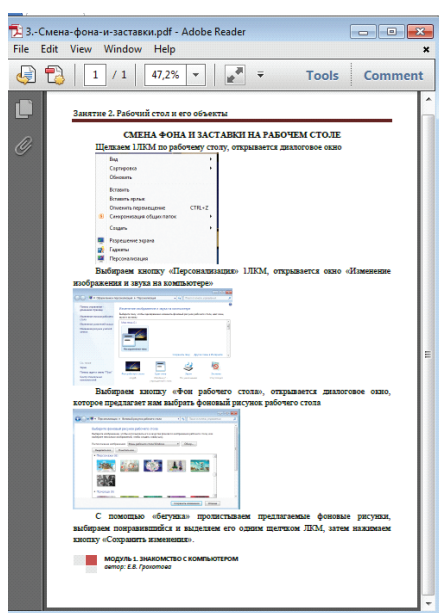 3.-Смена-фона-и-заставки.pdf - Adobe Reader
File Edit View Window Help
1 / 1 47,2% Tools Comment
Занятие 2. Рабочий стол и его объекты
СМЕНА ФОНА И ЗАСТАВКИ НА РАБОЧЕМ СТОЛЕ
Щелкаем 1ЛКМ по рабочему столу, открывается диалоговое окно
Вид
Сортировка
Обновить
Вставить
Вставить ярлык
Отменить перемещение CTRL+Z
Синхронизация общих папок
Создать
Разрешение экрана
Гаджеты
Персонализация
Выбираем кнопку «Персонализация» 1ЛКМ, открывается окно «Изменение
изображения и звука на компьютере»
Выбираем кнопку «Фон рабочего стола», открывается диалоговое окно,
которое предлагает нам выбрать фоновый рисунок рабочего стола
С помощью «бегунка» пролистываем предлагаемые фоновые рисунки,
выбираем понравившийся и выделяем его одним щелчком ЛКМ, затем нажимаем
кнопку «Сохранить изменения».
МОДУЛЬ 1. ЗНАКОМСТВО С КОМПЬЮТЕРОМ
автор: Е.В. Грохотова